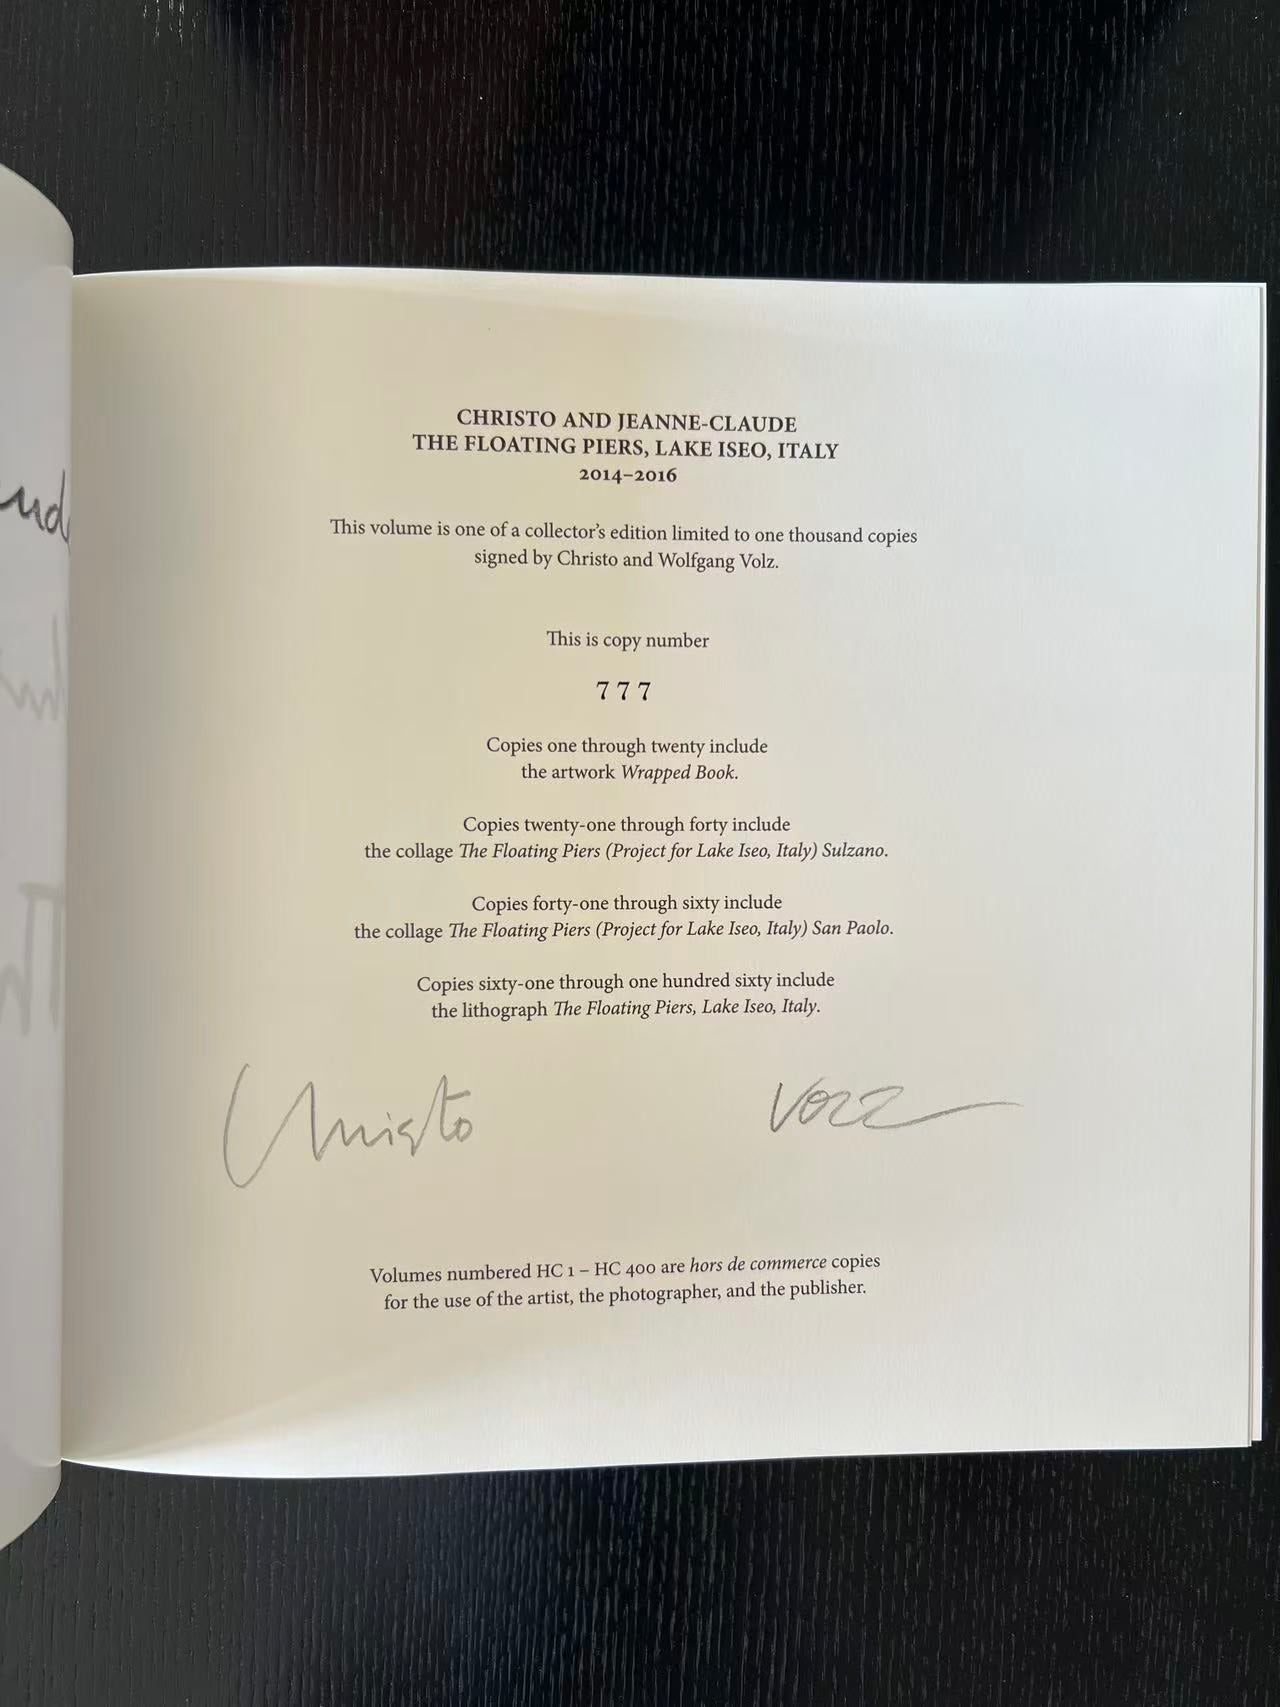 CHRISTO AND JEANNE-CLAUDE
THE FLOATING PIERS, LAKE ISEO, ITALY
2014–2016
This volume is one of a collector's edition limited to one thousand copies
signed by Christo and Wolfgang Volz.
This is copy number
777
Copies one through twenty include
the artwork Wrapped Book.
Copies twenty-one through forty include
the collage The Floating Piers (Project for Lake Iseo, Italy) Sulzano.
Copies forty-one through sixty include
the collage The Floating Piers (Project for Lake Iseo, Italy) San Paolo.
Copies sixty-one through one hundred sixty include
the lithograph The Floating Piers, Lake Iseo, Italy.
Christo
Volz
Volumes numbered HC 1 – HC 400 are hors de commerce copies
for the use of the artist, the photographer, and the publisher.